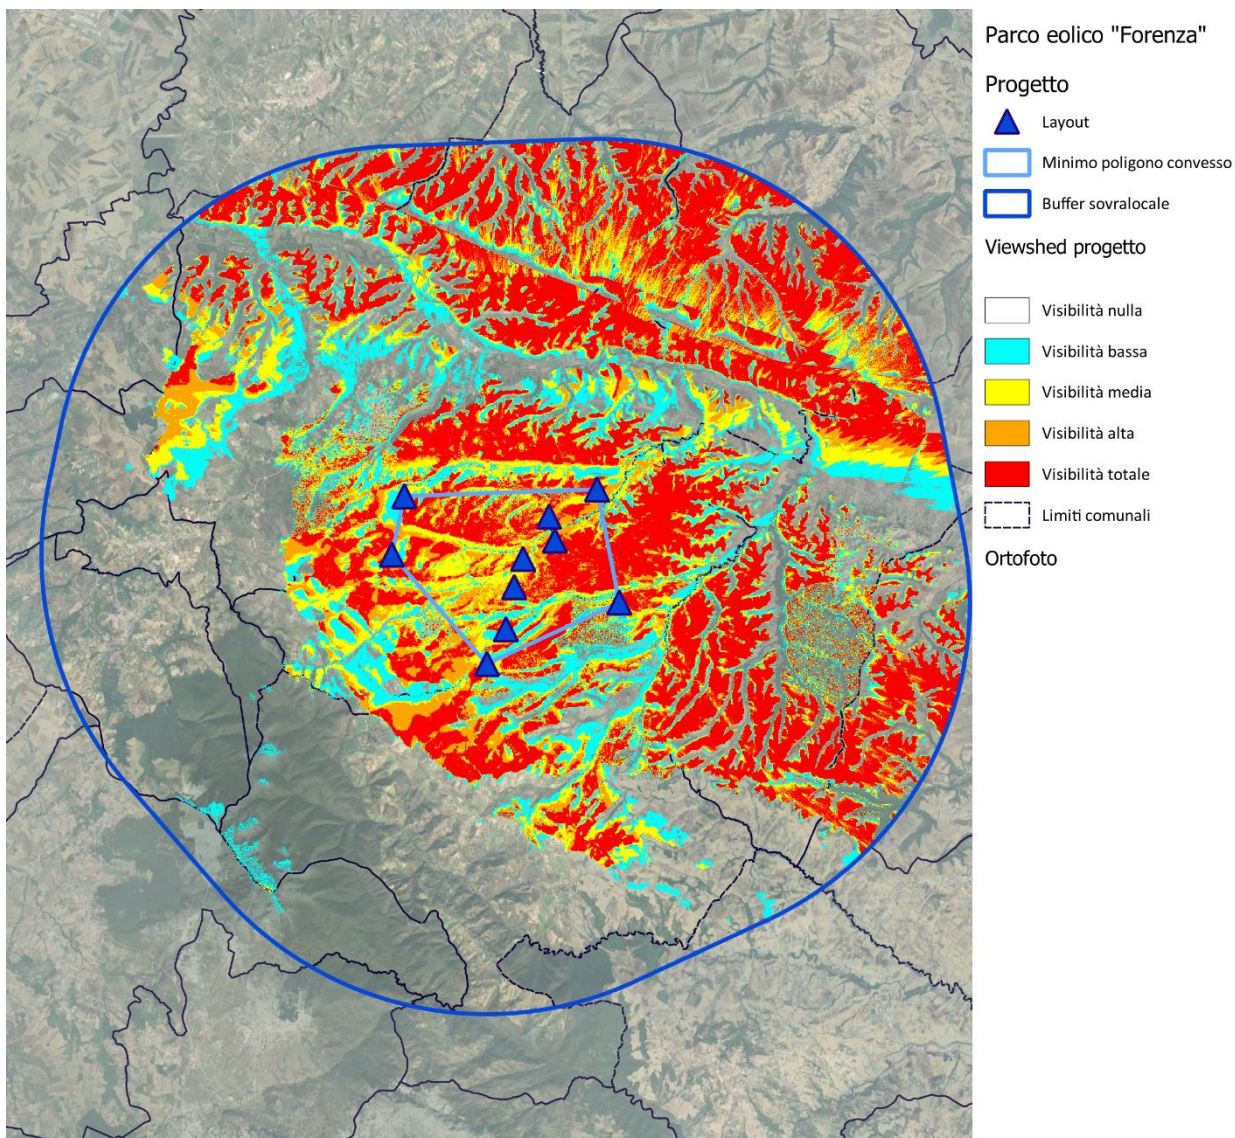 Parco eolico "Forenza"
Progetto
Layout
Minimo poligono convesso
Buffer sovralocale
Viewshed progetto
Visibilità nulla
Visibilità bassa
Visibilità media
Visibilità alta
Visibilità totale
Limiti comunali
Ortofoto